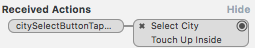 Received Actions Hide
citySelectButtonTap... ✖ Select City
Touch Up Inside